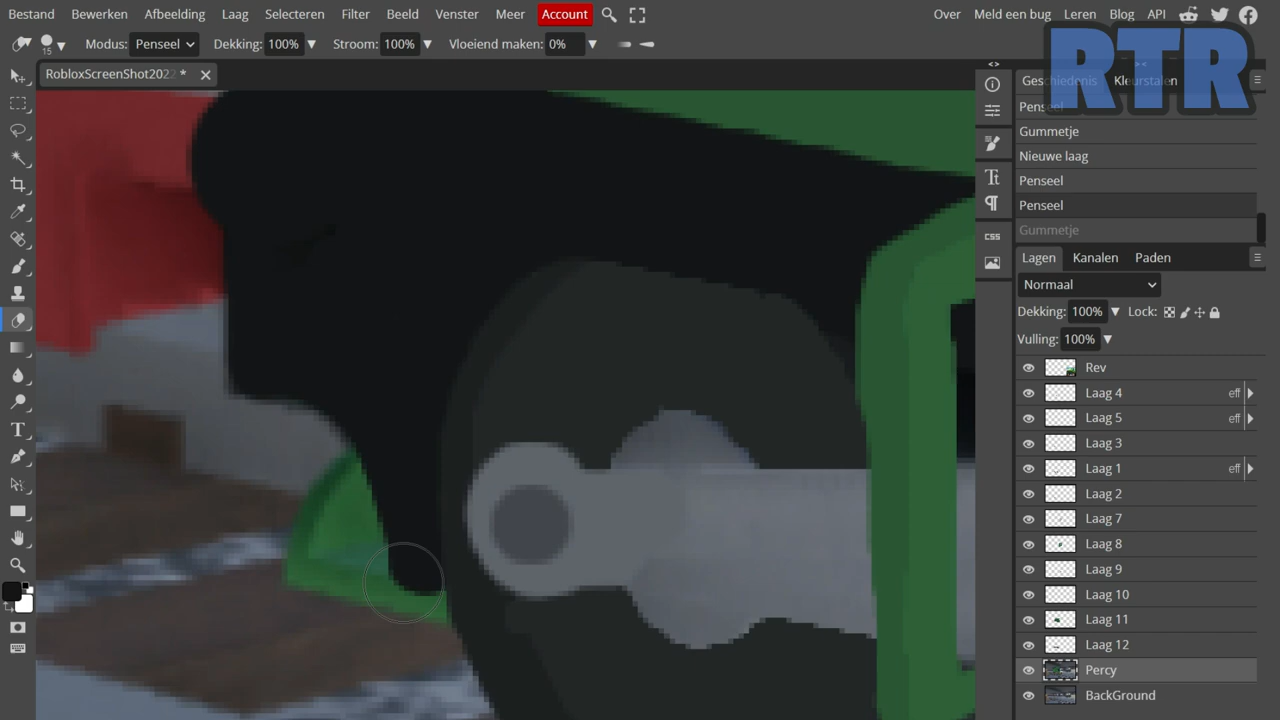 Bestand Bewerken Afbeelding Laag Selecteren Filter Beeld Venster Meer Account Over Meld een bug Leren Blog API
15 Modus: Penseel Dekking: 100% Stroom: 100% Vloeiend maken: 0%
RobloxScreenShot2022 *
RTR
Geschiedenis Kleurstalen
Penseel
Gummetje
Nieuwe laag
Penseel
Penseel
Gummetje
CSS
Lagen Kanalen Paden
Normaal
Dekking: 100% Lock:
Vulling: 100%
Rev
Laag 4 eff
Laag 5 eff
Laag 3
Laag 1 eff
Laag 2
Laag 7
Laag 8
Laag 9
Laag 10
Laag 11
Laag 12
Percy
BackGround